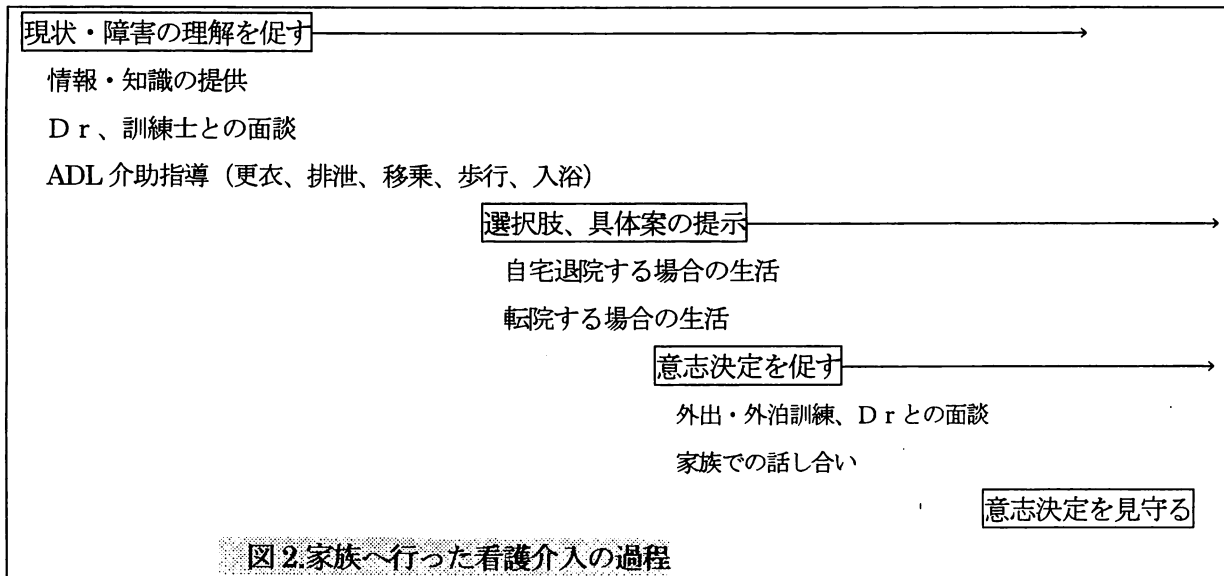 現状・障害の理解を促す
情報・知識の提供
Dr、訓練士との面談
ADL介助指導（更衣、排泄、移乗、歩行、入浴）
選択肢、具体案の提示
自宅退院する場合の生活
転院する場合の生活
意志決定を促す
外出・外泊訓練、Drとの面談
家族での話し合い
意志決定を見守る
図2.家族へ行った看護介入の過程